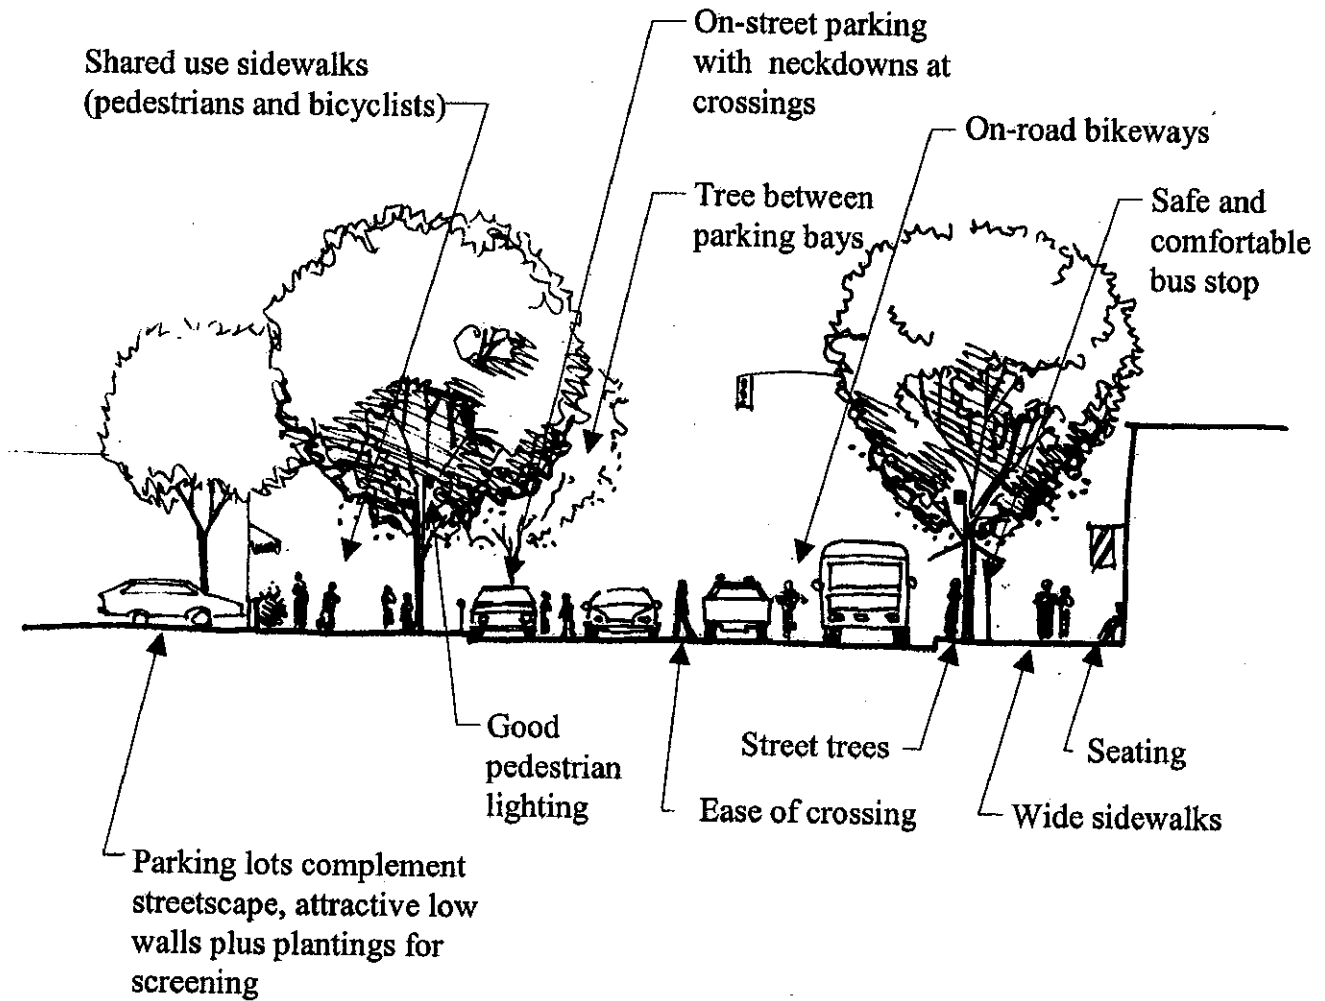 On-street parking
with neckdowns at
crossings
Shared use sidewalks
(pedestrians and bicyclists)
On-road bikeways
Tree between
parking bays
Safe and
comfortable
bus stop
Good
pedestrian
lighting
Street trees
Seating
Ease of crossing
Wide sidewalks
Parking lots complement
streetscape, attractive low
walls plus plantings for
screening